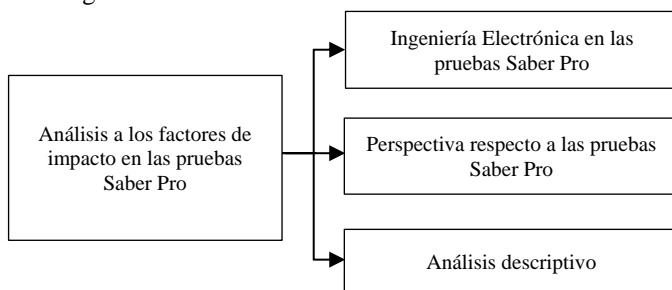 Ingeniería Electrónica en las
pruebas Saber Pro
Análisis a los factores de
impacto en las pruebas
Saber Pro
Perspectiva respecto a las pruebas
Saber Pro
Análisis descriptivo